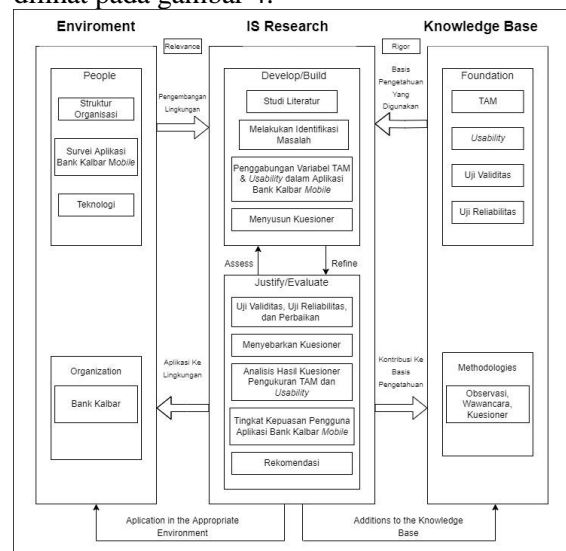 dilihat pada gambar 4.
Enviroment
IS Research
Knowledge Base
Relevance
Rigor
People
Struktur
Organisasi
Survei Aplikasi
Bank Kalbar Mobile
Teknologi
Pengembangan
Lingkungan
Develop/Build
Studi Literatur
Melakukan Identifikasi
Masalah
Penggabungan Variabel TAM
& Usability dalam Aplikasi
Bank Kalbar Mobile
Menyusun Kuesioner
Basis
Pengetahuan
Yang
Digunakan
Foundation
TAM
Usability
Uji Validitas
Uji Reliabilitas
Assess
Refine
Justify/Evaluate
Uji Validitas, Uji Reliabilitas,
dan Perbaikan
Menyebarkan Kuesioner
Analisis Hasil Kuesioner
Pengukuran TAM dan
Usability
Tingkat Kepuasan Pengguna
Aplikasi Bank Kalbar Mobile
Rekomendasi
Organization
Bank Kalbar
Aplikasi Ke
Lingkungan
Kontribusi Ke
Basis
Pengetahuan
Methodologies
Observasi,
Wawancara,
Kuesioner
Aplication in the Appropriate
Environment
Additions to the Knowledge
Base